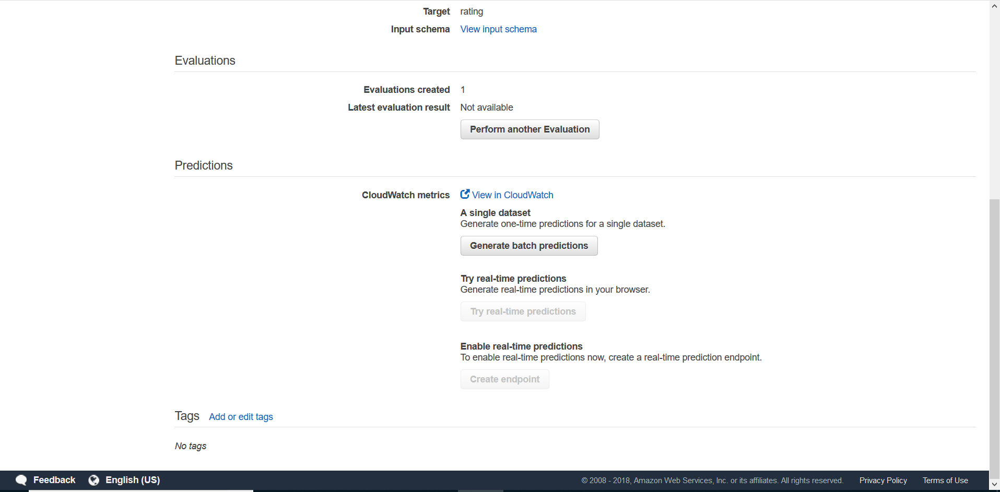 Target rating
Input schema View input schema
Evaluations
Evaluations created 1
Latest evaluation result Not available
Perform another Evaluation
Predictions
CloudWatch metrics View in CloudWatch
A single dataset
Generate one-time predictions for a single dataset.
Generate batch predictions
Try real-time predictions
Generate real-time predictions in your browser.
Try real-time predictions
Enable real-time predictions
To enable real-time predictions now, create a real-time prediction endpoint.
Create endpoint
Tags Add or edit tags
No tags
Feedback English (US) © 2008 - 2018, Amazon Web Services, Inc. or its affiliates. All rights reserved. Privacy Policy Terms of Use